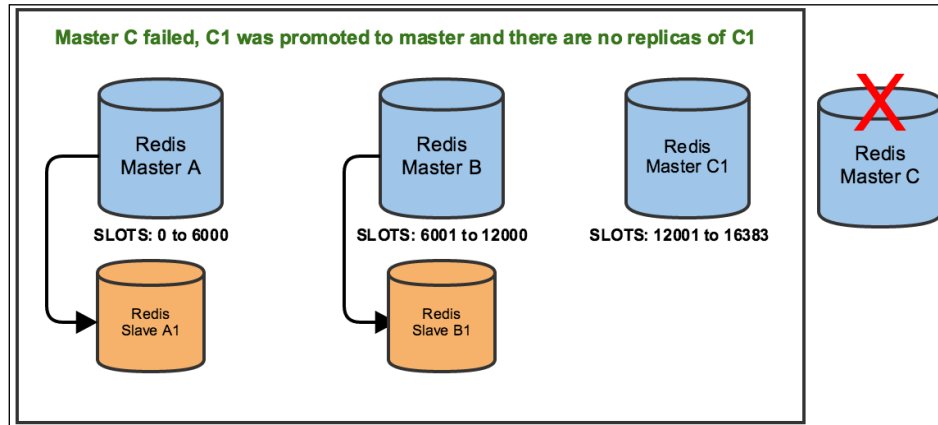 Master C failed, C1 was promoted to master and there are no replicas of C1
Redis
Master A
Redis
Master B
Redis
Master C1
Redis
Master C
SLOTS: 0 to 6000
SLOTS: 6001 to 12000
SLOTS: 12001 to 16383
Redis
Slave A1
Redis
Slave B1